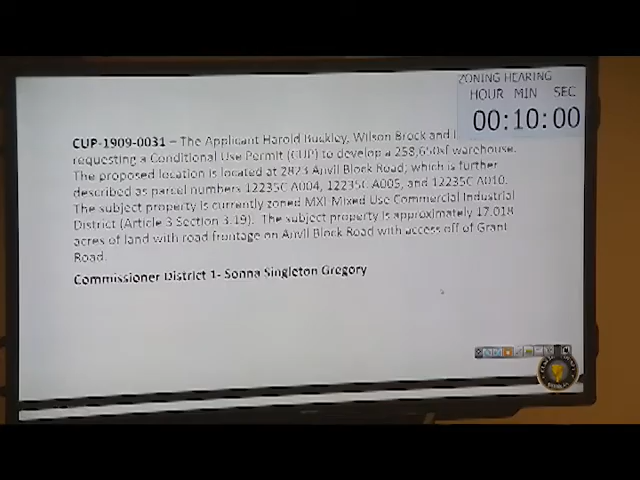 ZONING HEARING
HOUR MIN SEC
00:10:00
CUP-1909-0031 – The Applicant Harold Buckley, Wilson Brock and
requesting a Conditional Use Permit (CUP) to develop a 258,650sf warehouse.
The proposed location is located at 2823 Anvil Block Road, which is further
described as parcel numbers 12235C A004, 12235C A005, and 12235C A010.
The subject property is currently zoned MXI Mixed Use Commercial Industrial
District (Article 3 Section 3.19). The subject property is approximately 17.018
acres of land with road frontage on Anvil Block Road with access off of Grant
Road.
Commissioner District 1- Sonna Singleton Gregory